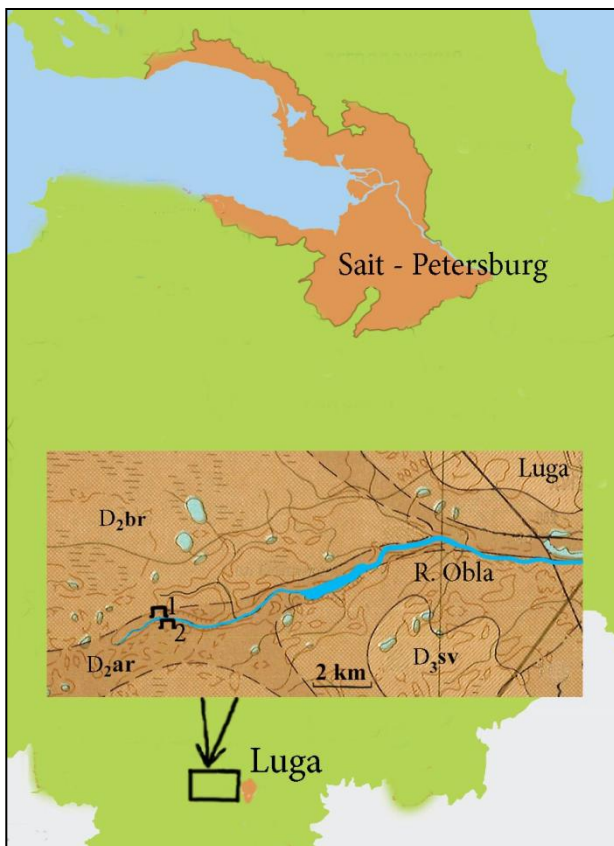 Sait - Petersburg
Luga
D₂br
R. Obla
1
2
D₃sv
D₂ar
2 km
Luga